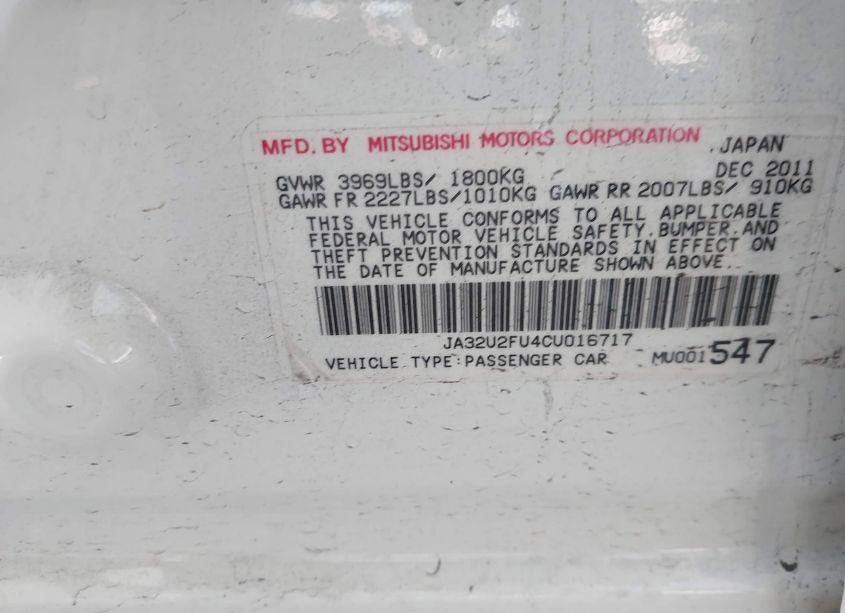 MFD. BY MITSUBISHI MOTORS CORPORATION , JAPAN
GVWR 3969LBS/ 1800KG DEC 2011
GAWR FR 2227LBS/1010KG GAWR RR 2007LBS/ 910KG
THIS VEHICLE CONFORMS TO ALL APPLICABLE
FEDERAL MOTOR VEHICLE SAFETY, BUMPER, AND
THEFT PREVENTION STANDARDS IN EFFECT ON
THE DATE OF MANUFACTURE SHOWN ABOVE.
JA32U2FU4CU016717
VEHICLE TYPE:PASSENGER CAR MU001547